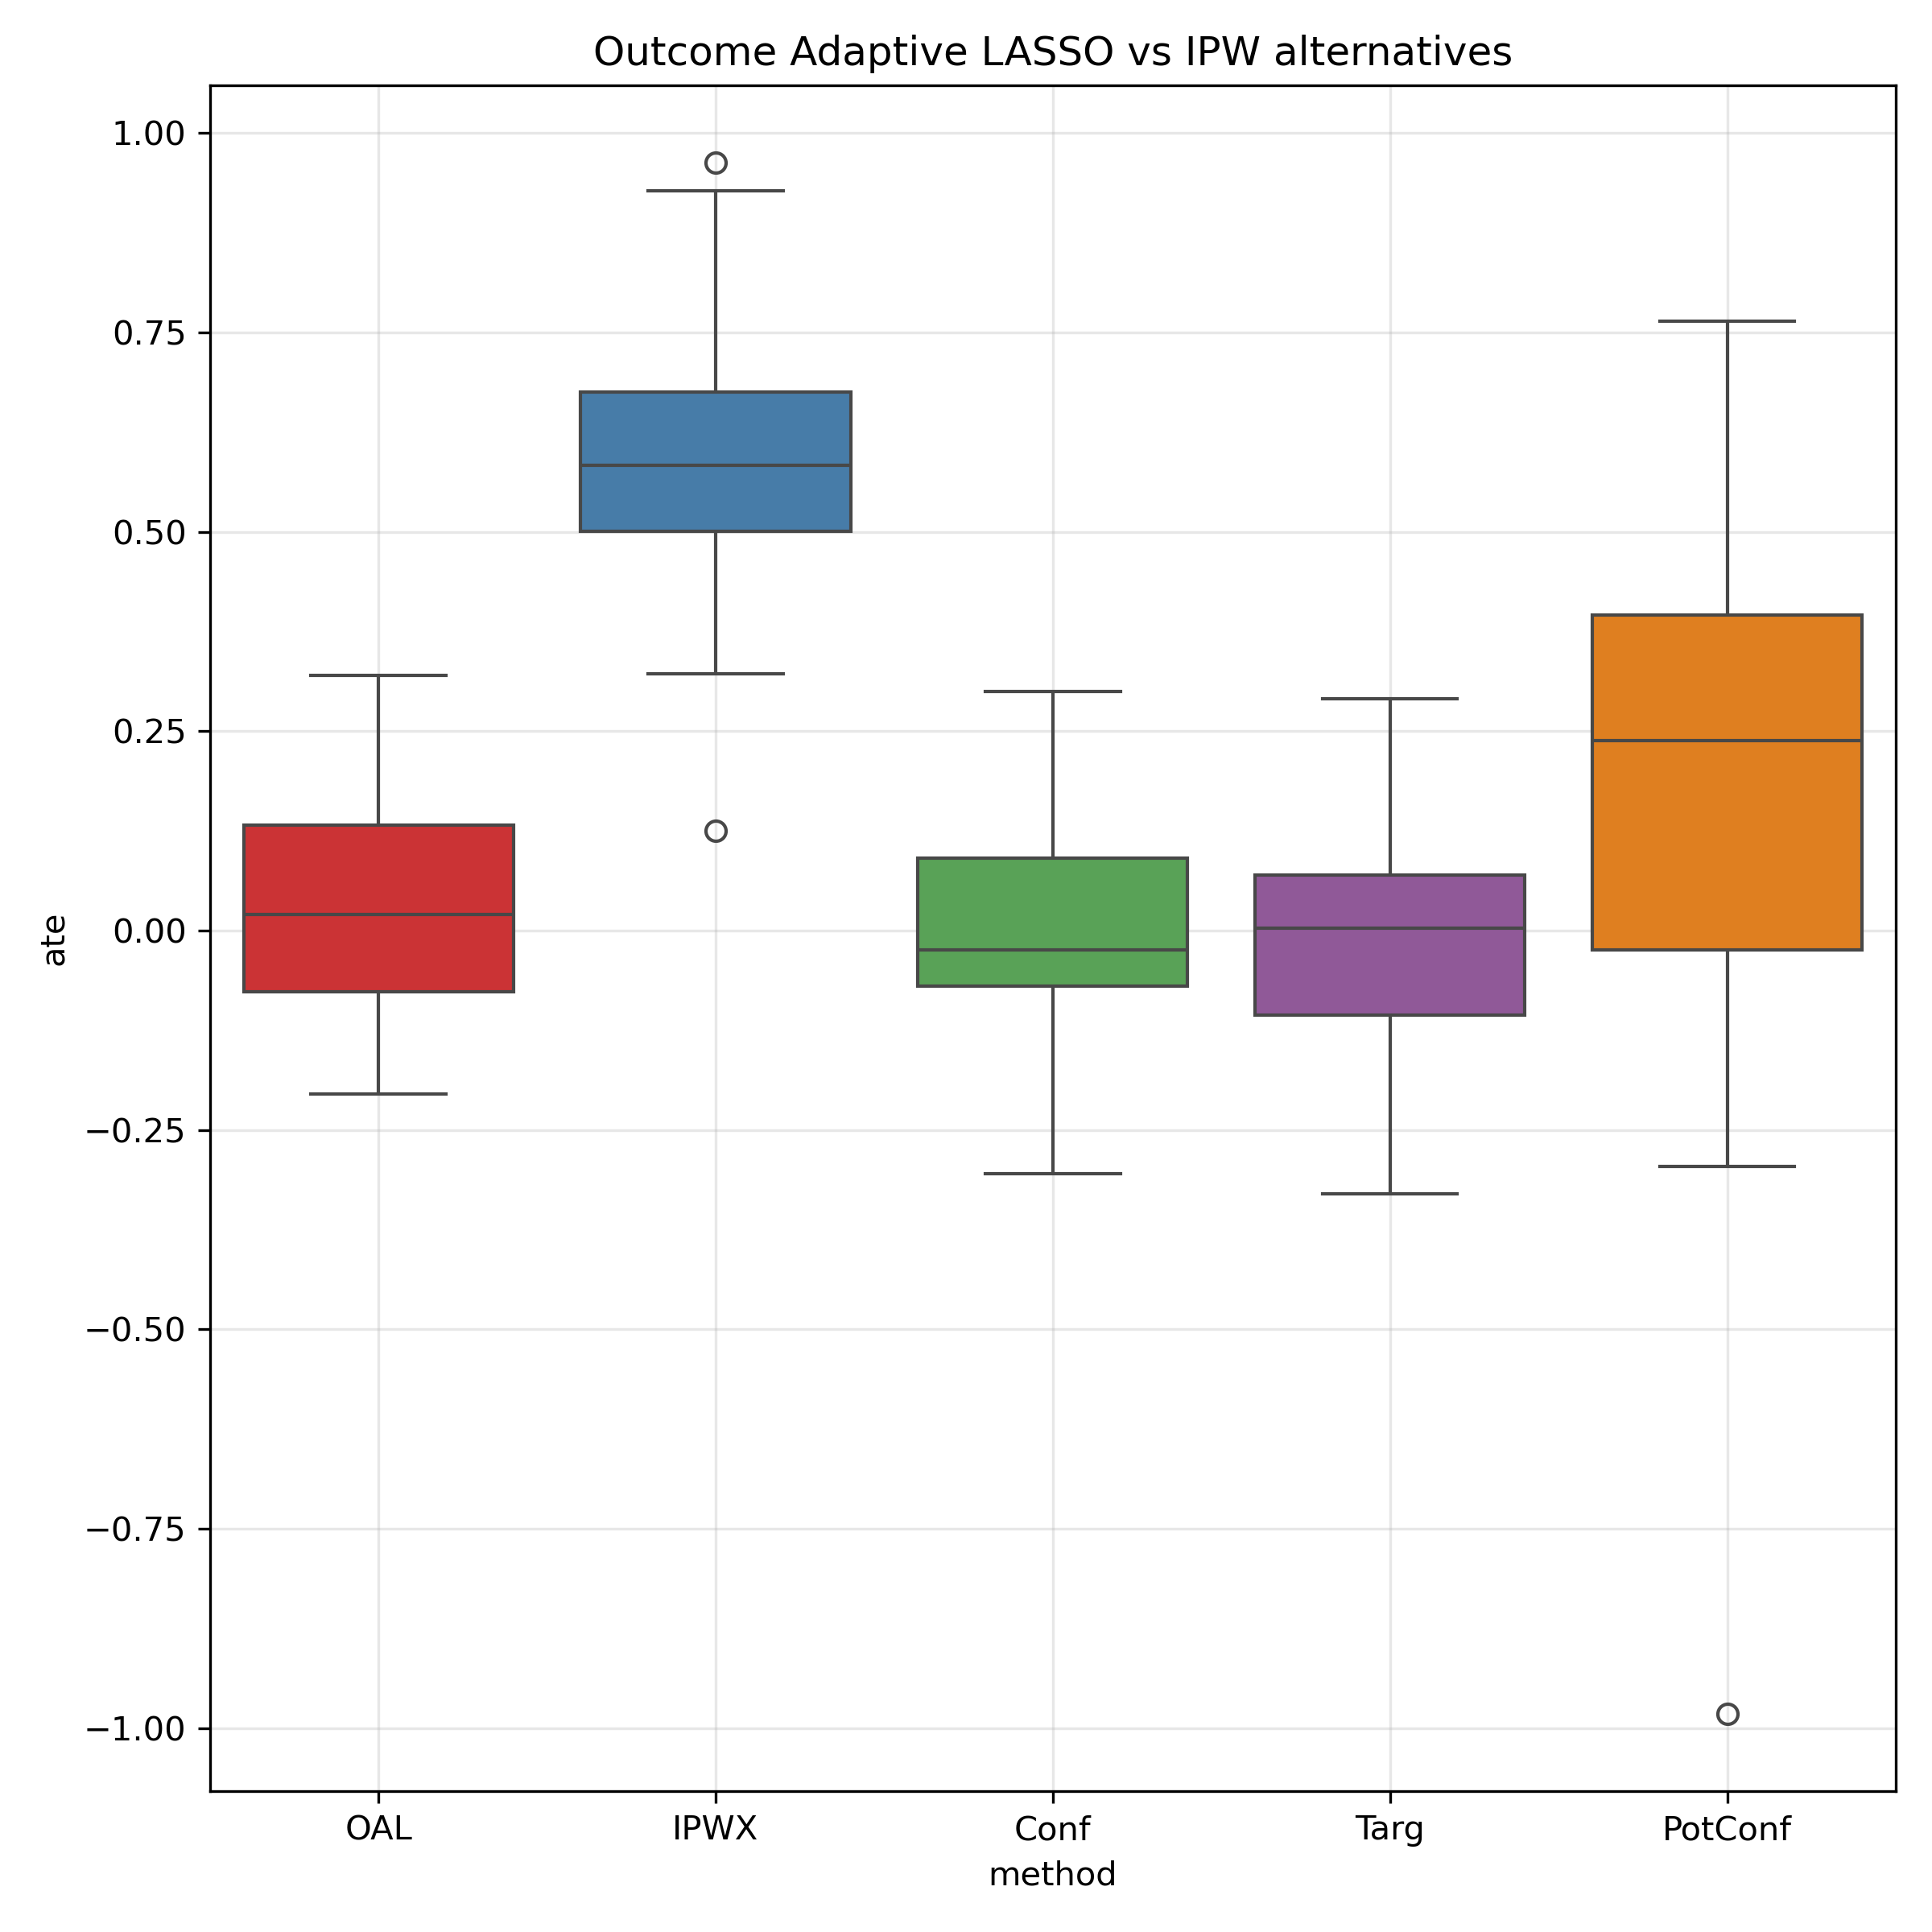 Outcome Adaptive LASSO vs IPW alternatives
1.00
0.75
0.50
0.25
0.00
−0.25
−0.50
−0.75
−1.00
ate
OAL IPWX Conf Targ PotConf
method